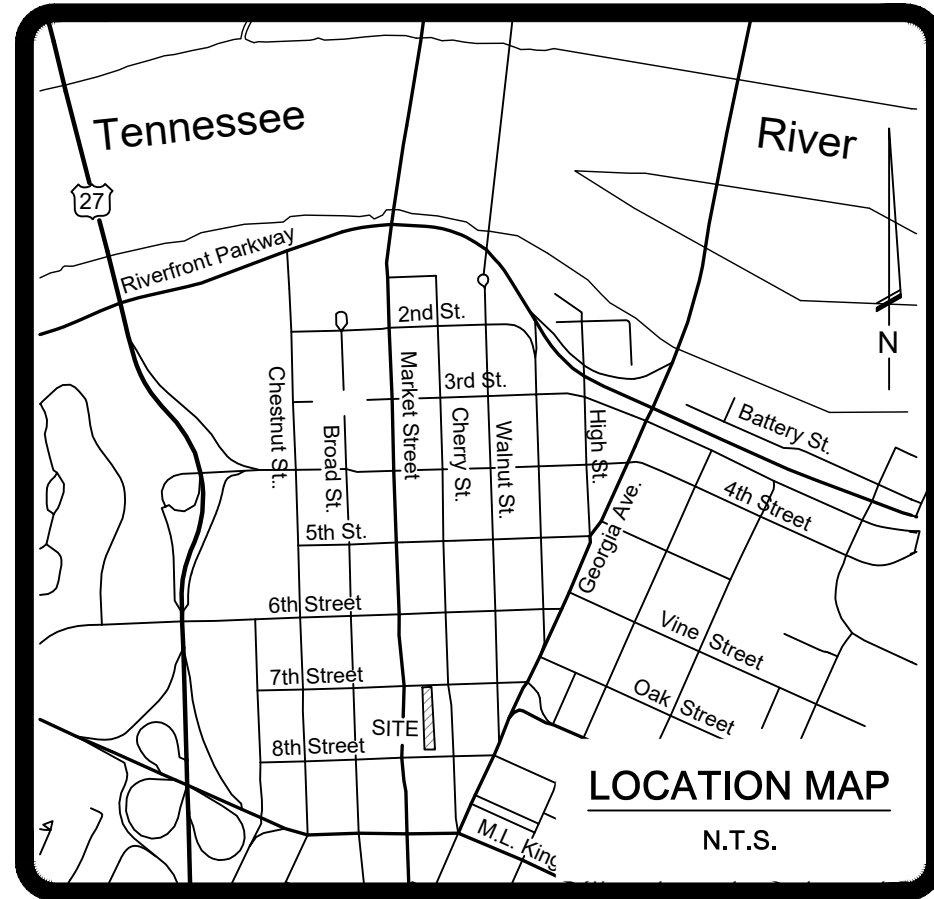 Tennessee
River
27
Riverfront Parkway
2nd St.
N
3rd St.
Chestnut St..
Broad St.
Market Street
Cherry St.
Walnut St.
High St.
Battery St.
4th Street
Georgia Ave.
5th St.
6th Street
Vine Street
7th Street
Oak Street
SITE
8th Street
LOCATION MAP
N.T.S.
M.L. King